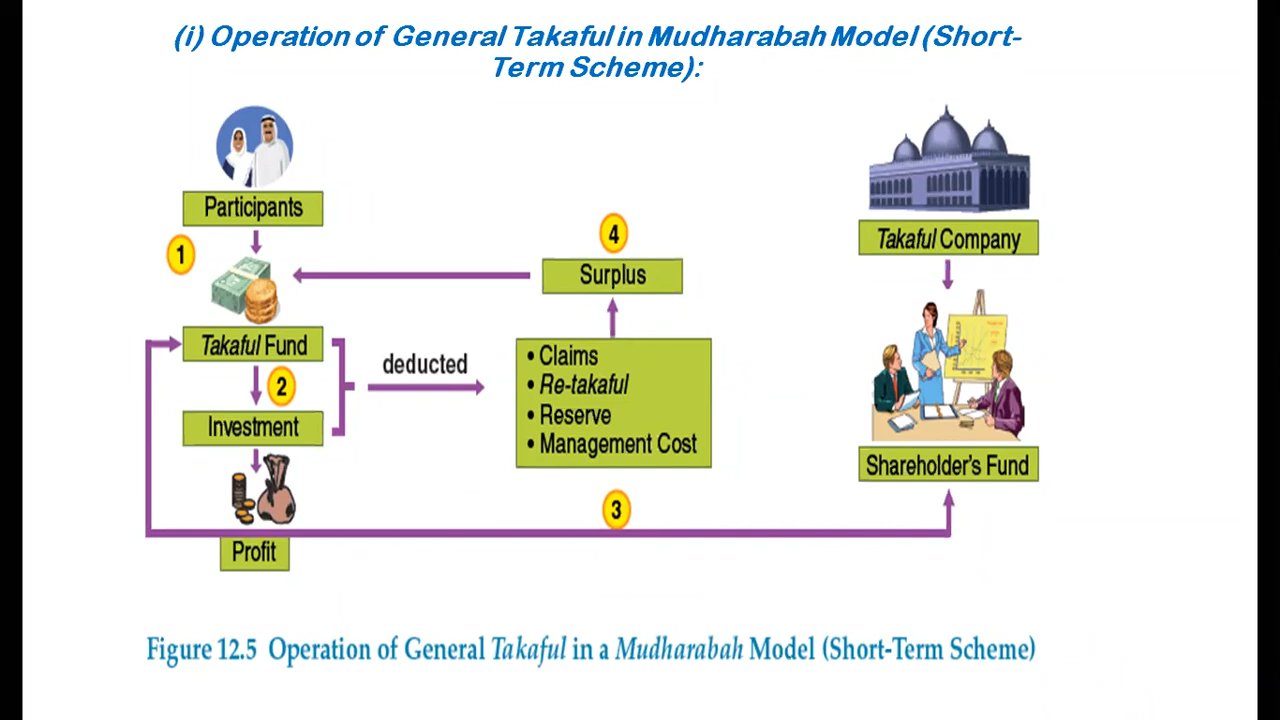 (i) Operation of General Takaful in Mudharabah Model (Short-
Term Scheme):
Participants
1
Takaful Fund
2
Investment
Profit
deducted
4
Surplus
• Claims
• Re-takaful
• Reserve
• Management Cost
3
Takaful Company
Shareholder's Fund
Figure 12.5 Operation of General Takaful in a Mudharabah Model (Short-Term Scheme)